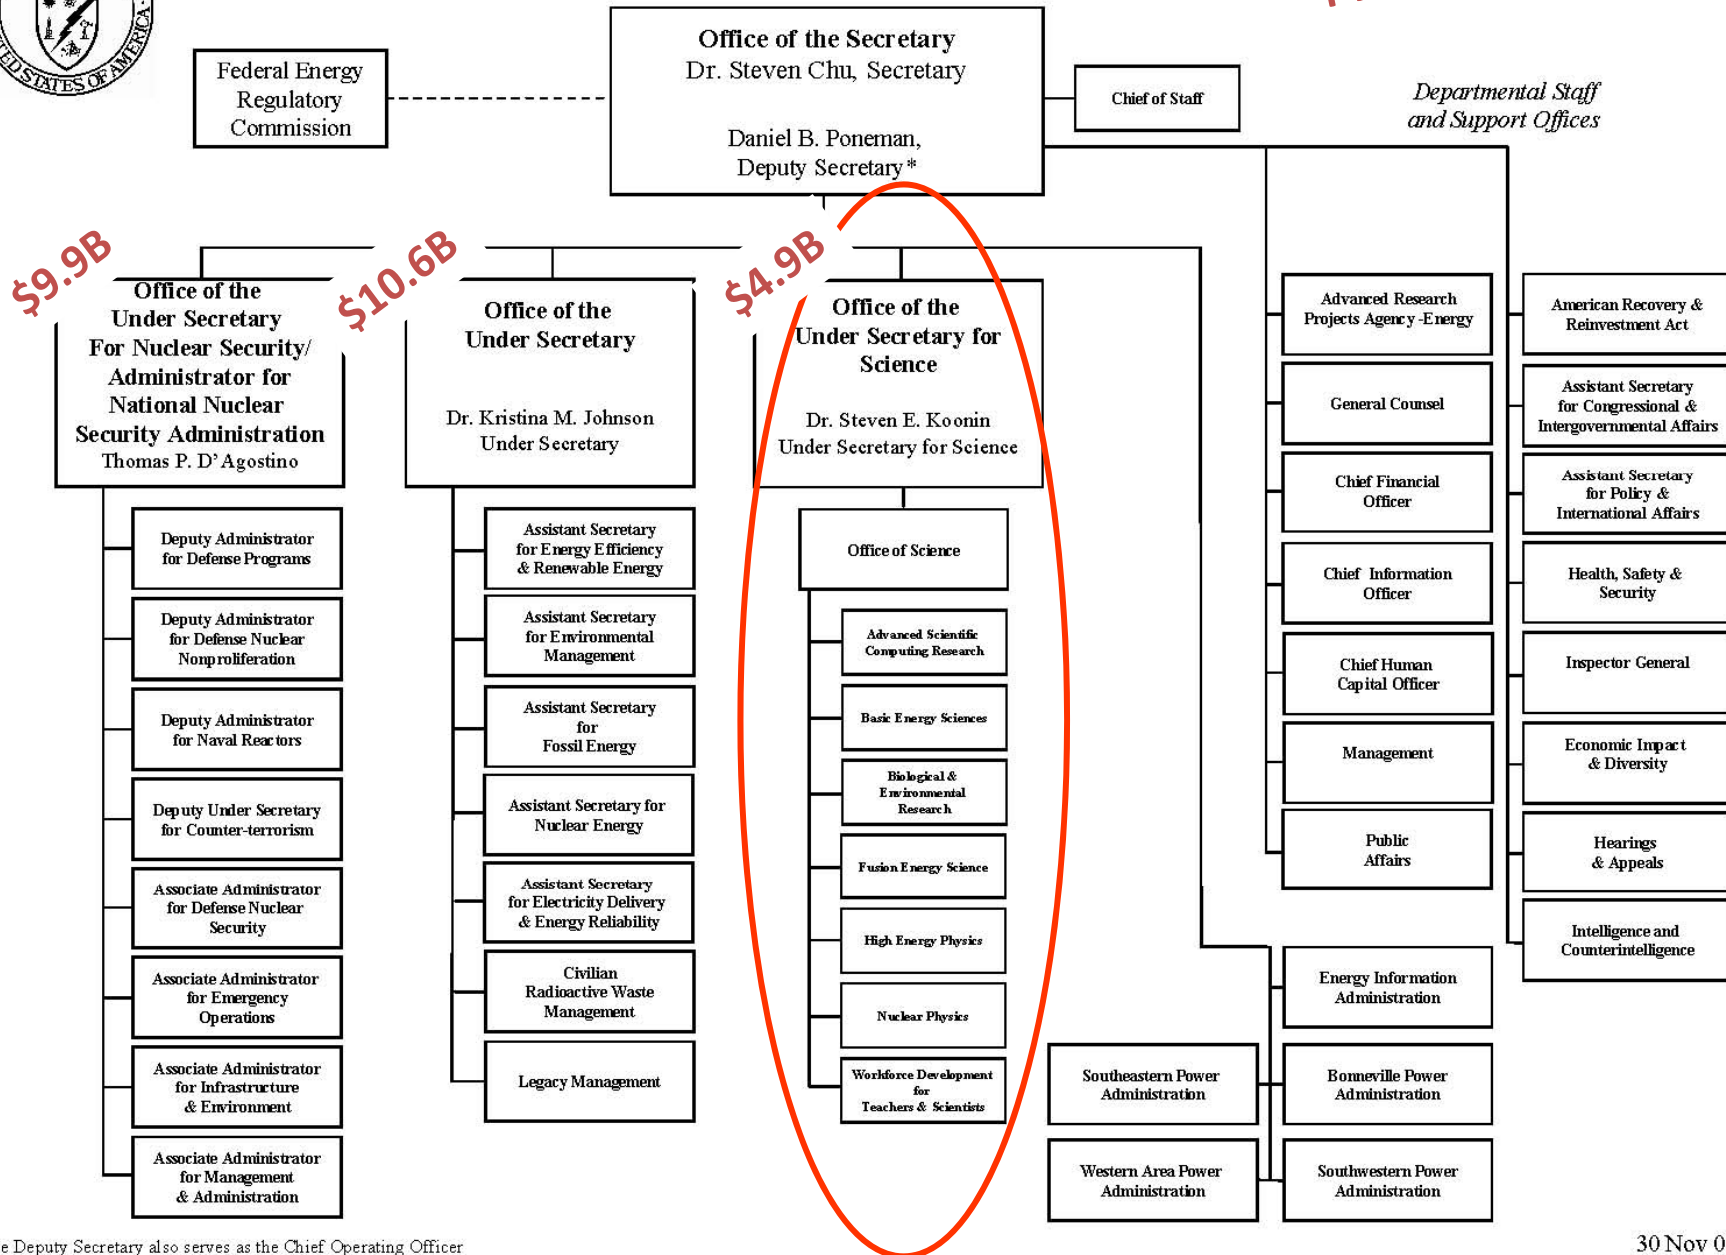 UNITED STATES OF AMERICA
Office of the Secretary
Dr. Steven Chu, Secretary
Daniel B. Poneman,
Deputy Secretary*
Federal Energy
Regulatory
Commission
Chief of Staff
Departmental Staff
and Support Offices
$9.9B
$10.6B
$4.9B
Office of the
Under Secretary
For Nuclear Security/
Administrator for
National Nuclear
Security Administration
Thomas P. D'Agostino
Deputy Administrator
for Defense Programs
Deputy Administrator
for Defense Nuclear
Nonproliferation
Deputy Administrator
for Naval Reactors
Deputy Under Secretary
for Counter-terrorism
Associate Administrator
for Defense Nuclear
Security
Associate Administrator
for Emergency
Operations
Associate Administrator
for Infrastructure
& Environment
Associate Administrator
for Management
& Administration
Office of the
Under Secretary
Dr. Kristina M. Johnson
Under Secretary
Assistant Secretary
for Energy Efficiency
& Renewable Energy
Assistant Secretary
for Environmental
Management
Assistant Secretary
for
Fossil Energy
Assistant Secretary for
Nuclear Energy
Assistant Secretary
for Electricity Delivery
& Energy Reliability
Civilian
Radioactive Waste
Management
Legacy Management
Office of the
Under Secretary for
Science
Dr. Steven E. Koonin
Under Secretary for Science
Office of Science
Advanced Scientific
Computing Research
Basic Energy Sciences
Biological &
Environmental
Research
Fusion Energy Science
High Energy Physics
Nuclear Physics
Workforce Development
for
Teachers & Scientists
Advanced Research
Projects Agency-Energy
General Counsel
Chief Financial
Officer
Chief Information
Officer
Chief Human
Capital Officer
Management
Public
Affairs
American Recovery &
Reinvestment Act
Assistant Secretary
for Congressional &
Intergovernmental Affairs
Assistant Secretary
for Policy &
International Affairs
Health, Safety &
Security
Inspector General
Economic Impact
& Diversity
Hearings
& Appeals
Intelligence and
Counterintelligence
Energy Information
Administration
Southeastern Power
Administration
Bonneville Power
Administration
Western Area Power
Administration
Southwestern Power
Administration
e Deputy Secretary also serves as the Chief Operating Officer
30 Nov 0